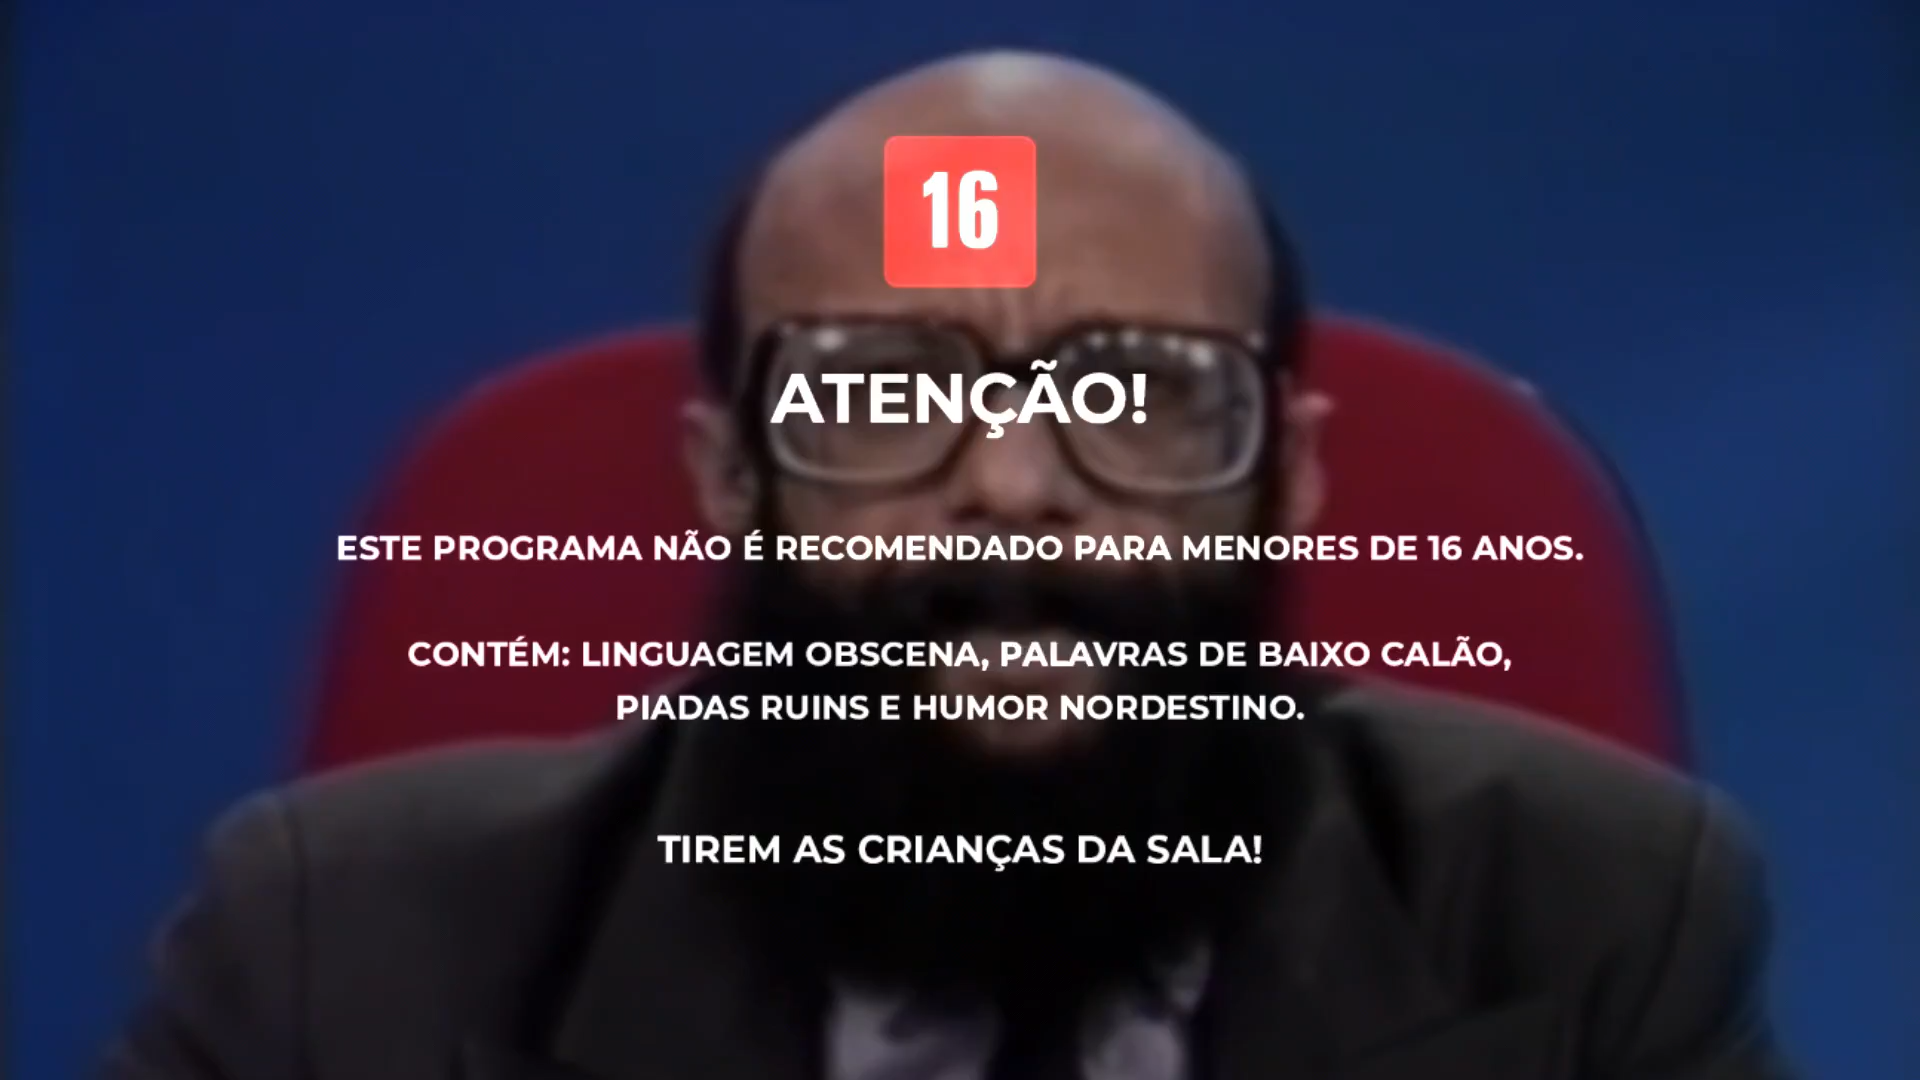 16
ATENÇÃO!
ESTE PROGRAMA NÃO É RECOMENDADO PARA MENORES DE 16 ANOS.
CONTÉM: LINGUAGEM OBSCENA, PALAVRAS DE BAIXO CALÃO,
PIADAS RUINS E HUMOR NORDESTINO.
TIREM AS CRIANÇAS DA SALA!